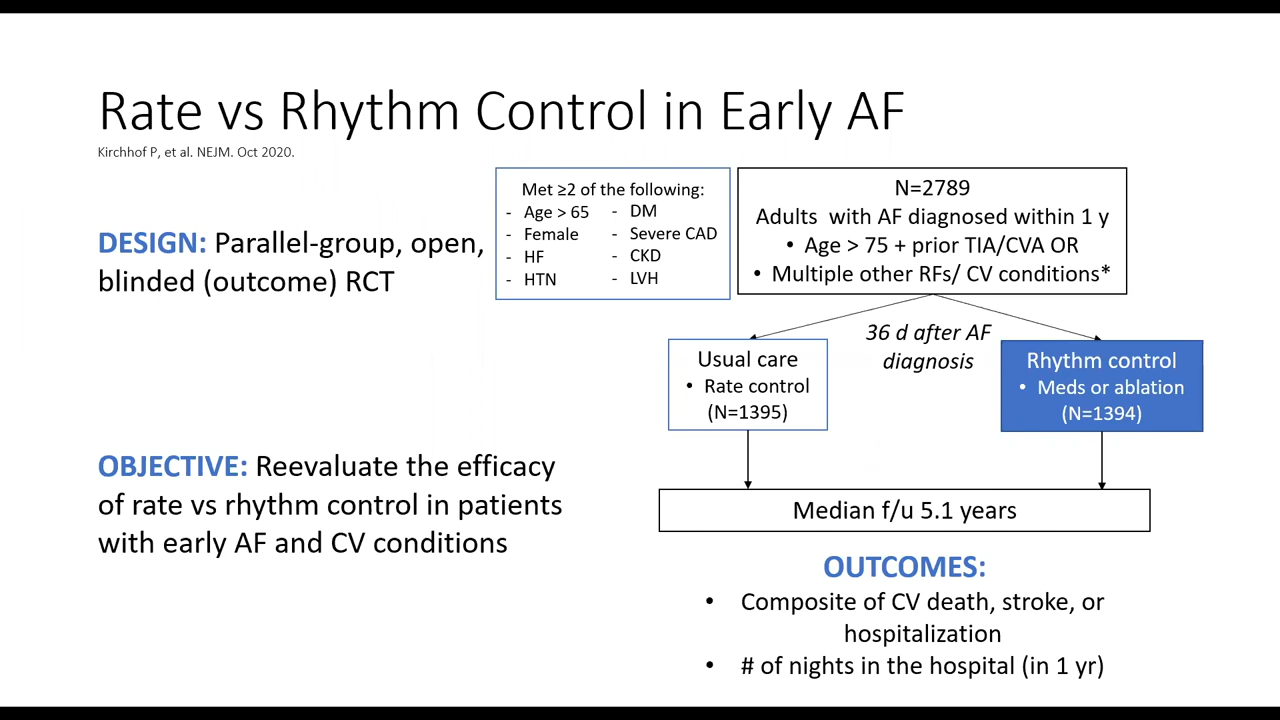 Rate vs Rhythm Control in Early AF
Kirchhof P, et al. NEJM. Oct 2020.
DESIGN: Parallel-group, open,
blinded (outcome) RCT
OBJECTIVE: Reevaluate the efficacy
of rate vs rhythm control in patients
with early AF and CV conditions
Met ≥2 of the following:
- Age > 65
- Female
- HF
- HTN
- DM
- Severe CAD
- CKD
- LVH
N=2789
Adults with AF diagnosed within 1 y
• Age > 75 + prior TIA/CVA OR
• Multiple other RFs/ CV conditions*
36 d after AF
diagnosis
Usual care
• Rate control
(N=1395)
Rhythm control
• Meds or ablation
(N=1394)
Median f/u 5.1 years
OUTCOMES:
• Composite of CV death, stroke, or
hospitalization
• # of nights in the hospital (in 1 yr)